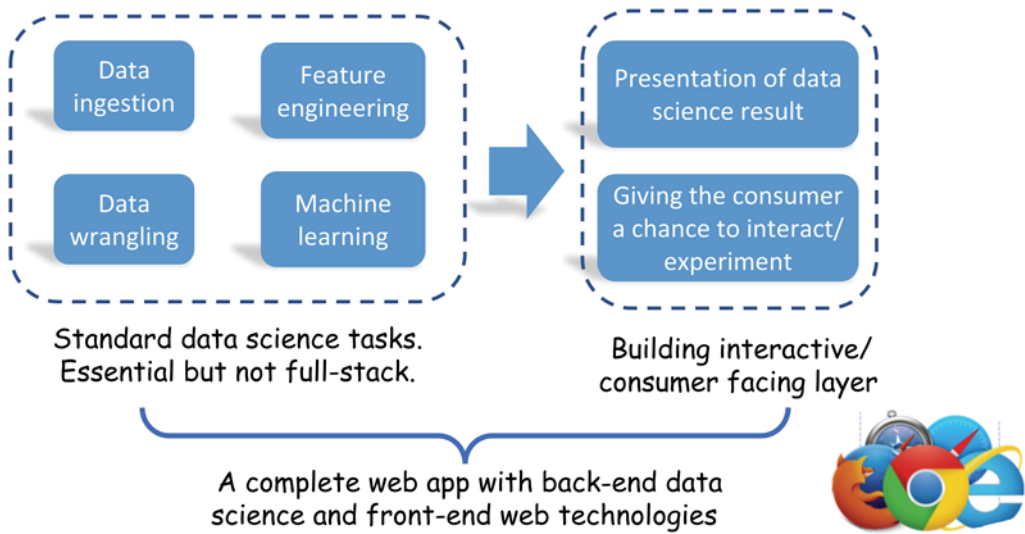 Data
ingestion
Feature
engineering
Data
wrangling
Machine
learning
Presentation of data
science result
Giving the consumer
a chance to interact/
experiment
Standard data science tasks.
Essential but not full-stack.
Building interactive/
consumer facing layer
A complete web app with back-end data
science and front-end web technologies